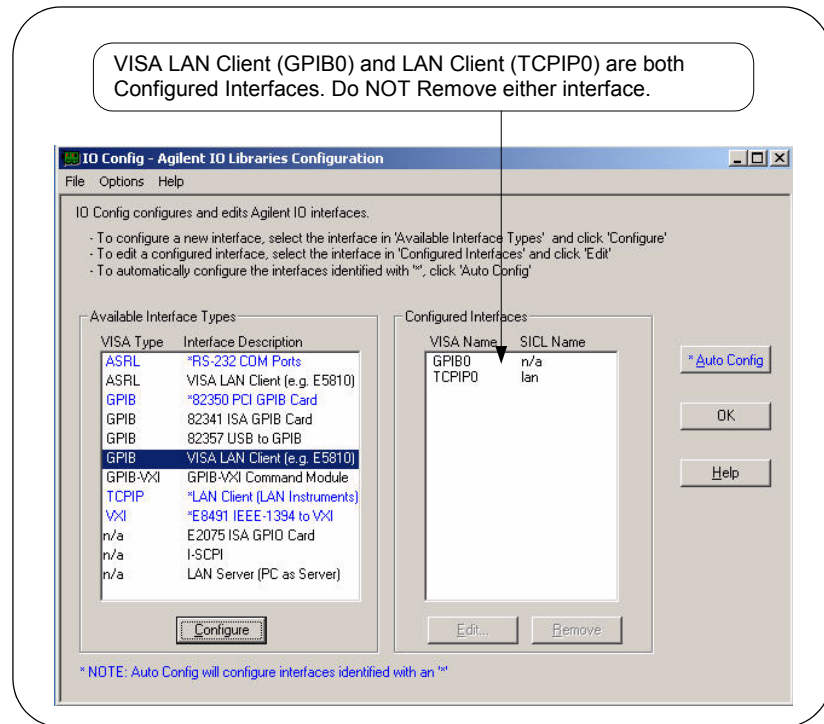 VISA LAN Client (GPIB0) and LAN Client (TCPIP0) are both
Configured Interfaces. Do NOT Remove either interface.
IO Config - Agilent IO Libraries Configuration
File Options Help
IO Config configures and edits Agilent IO interfaces.
- To configure a new interface, select the interface in 'Available Interface Types' and click 'Configure'
- To edit a configured interface, select the interface in 'Configured Interfaces' and click 'Edit'
- To automatically configure the interfaces identified with '*', click 'Auto Config'
Available Interface Types
VISA Type Interface Description
ASRL *RS-232 COM Ports
ASRL VISA LAN Client (e.g. E5810)
GPIB *82350 PCI GPIB Card
GPIB 82341 ISA GPIB Card
GPIB 82357 USB to GPIB
GPIB VISA LAN Client (e.g. E5810)
GPIB-VXI GPIB-VXI Command Module
TCPIP *LAN Client (LAN Instruments)
VXI *E8491 IEEE-1394 to VXI
n/a E2075 ISA GPIO Card
n/a I-SCPI
n/a LAN Server (PC as Server)
Configure
Configured Interfaces
VISA Name SICL Name
GPIB0 n/a
TCPIP0 lan
Edit... Remove
* Auto Config
OK
Help
* NOTE: Auto Config will configure interfaces identified with an '*'